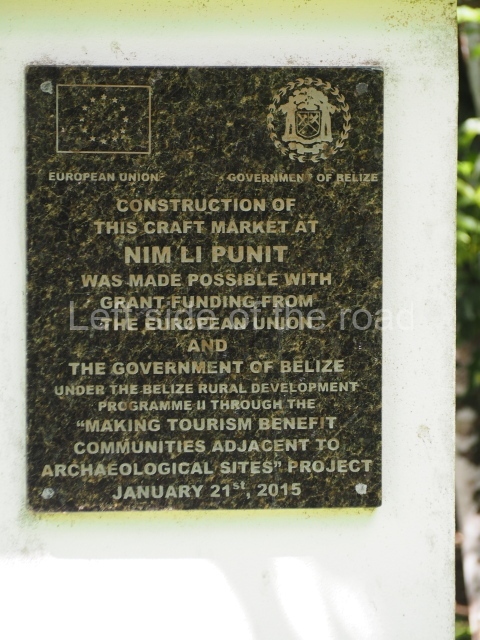 EUROPEAN UNION GOVERNMENT OF BELIZE
CONSTRUCTION OF
THIS CRAFT MARKET AT
NIM LI PUNIT
WAS MADE POSSIBLE WITH
GRANT FUNDING FROM
THE EUROPEAN UNION
Left side of the road
AND
THE GOVERNMENT OF BELIZE
UNDER THE BELIZE RURAL DEVELOPMENT
PROGRAMME II THROUGH THE
“MAKING TOURISM BENEFIT
COMMUNITIES ADJACENT TO
ARCHAEOLOGICAL SITES” PROJECT
JANUARY 21st, 2015